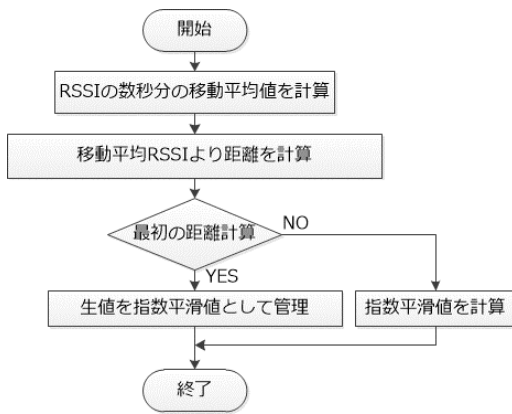 開始
RSSIの数秒分の移動平均値を計算
移動平均RSSIより距離を計算
最初の距離計算
NO
YES
生値を指数平滑値として管理
指数平滑値を計算
終了